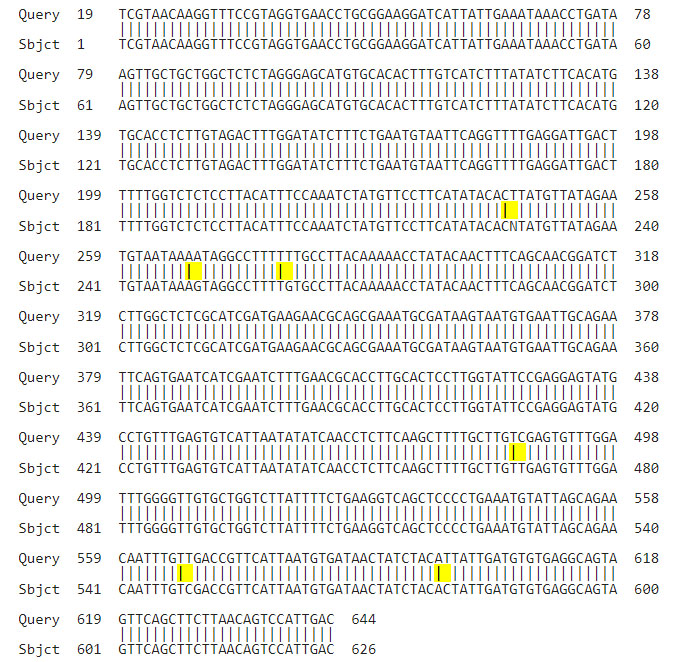 Query 19 TCGTAACAAGGTTTCCGTAGGTGAACCTGCGGAAGGATCATTATTGAAATAAACCTGATA 78
||||||||||||||||||||||||||||||||||||||||||||||||||||||||||||
Sbjct 1 TCGTAACAAGGTTTCCGTAGGTGAACCTGCGGAAGGATCATTATTGAAATAAACCTGATA 60
Query 79 AGTTGCTGCTGGCTCTCTAGGGAGCATGTGCACACTTTGTCATCTTTATATCTTCACATG 138
||||||||||||||||||||||||||||||||||||||||||||||||||||||||||||
Sbjct 61 AGTTGCTGCTGGCTCTCTAGGGAGCATGTGCACACTTTGTCATCTTTATATCTTCACATG 120
Query 139 TGCACCTCTTGTAGACTTTGGATATCTTTCTGAATGTAATTCAGGTTTTGAGGATTGACT 198
||||||||||||||||||||||||||||||||||||||||||||||||||||||||||||
Sbjct 121 TGCACCTCTTGTAGACTTTGGATATCTTTCTGAATGTAATTCAGGTTTTGAGGATTGACT 180
Query 199 TTTTGGTCTCTCCTTACATTTCCAAATCTATGTTCCTTCATATACACTTATGTTATAGAA 258
||||||||||||||||||||||||||||||||||||||||||||||| ||||||||||||
Sbjct 181 TTTTGGTCTCTCCTTACATTTCCAAATCTATGTTCCTTCATATACACNTATGTTATAGAA 240
Query 259 TGTAATAAAAATAGGCCTTTTTTTGCCTTACAAAAACCTATACAACTTTCAGCAACGGATCT 318
||||||||| |||||||||| |||||||||||||||||||||||||||||||||||||||
Sbjct 241 TGTAATAAAGTAGGCCTTTTGTGCCTTACAAAAACCTATACAACTTTCAGCAACGGATCT 300
Query 319 CTTGGCTCTCGCATCGATGAAGAACGCAGCGAAATGCGATAAGTAATGTGAATTGCAGAA 378
||||||||||||||||||||||||||||||||||||||||||||||||||||||||||||
Sbjct 301 CTTGGCTCTCGCATCGATGAAGAACGCAGCGAAATGCGATAAGTAATGTGAATTGCAGAA 360
Query 379 TTCAGTGAATCATCGAATCTTTGAACGCACCTTGCACTCCTTGGTATTCCGAGGAGTATG 438
||||||||||||||||||||||||||||||||||||||||||||||||||||||||||||
Sbjct 361 TTCAGTGAATCATCGAATCTTTGAACGCACCTTGCACTCCTTGGTATTCCGAGGAGTATG 420
Query 439 CCTGTTTGAGTGTCATTAATATATCAACCTCTTCAAGCTTTTGCTTGTCGAGTGTTTGGA 498
|||||||||||||||||||||||||||||||||||||||||||||||| |||||||||||
Sbjct 421 CCTGTTTGAGTGTCATTAATATATCAACCTCTTCAAGCTTTTGCTTGTTGAGTGTTTGGA 480
Query 499 TTTGGGGTTGTGCTGGTCTTATTTTCTGAAGGTCAGCTCCCCTGAAATGTATTAGCAGAA 558
||||||||||||||||||||||||||||||||||||||||||||||||||||||||||||
Sbjct 481 TTTGGGGTTGTGCTGGTCTTATTTTCTGAAGGTCAGCTCCCCTGAAATGTATTAGCAGAA 540
Query 559 CAATTTGTTGACCGTTCATTAATGTGATAACTATCTACATTATTGATGTGTGAGGCAGTA 618
|||||||| |||||||||||||||||||||||||||||| ||||||||||||||||||||
Sbjct 541 CAATTTGTCGACCGTTCATTAATGTGATAACTATCTACACTATTGATGTGTGAGGCAGTA 600
Query 619 GTTCAGCTTCTTAACAGTCCATTGAC 644
||||||||||||||||||||||||||
Sbjct 601 GTTCAGCTTCTTAACAGTCCATTGAC 626